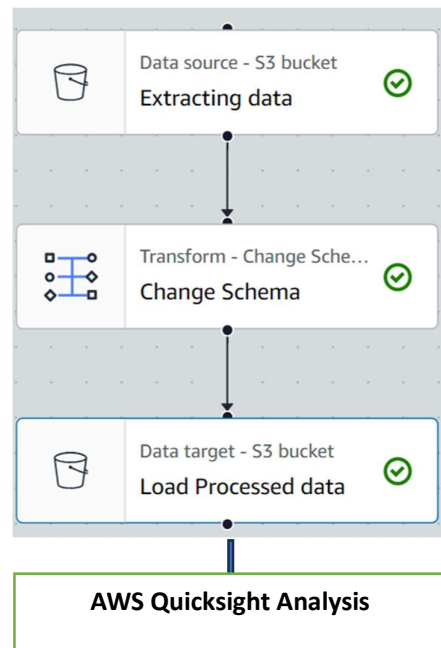 Data source - S3 bucket
Extracting data
Transform - Change Sche...
Change Schema
Data target - S3 bucket
Load Processed data
AWS Quicksight Analysis